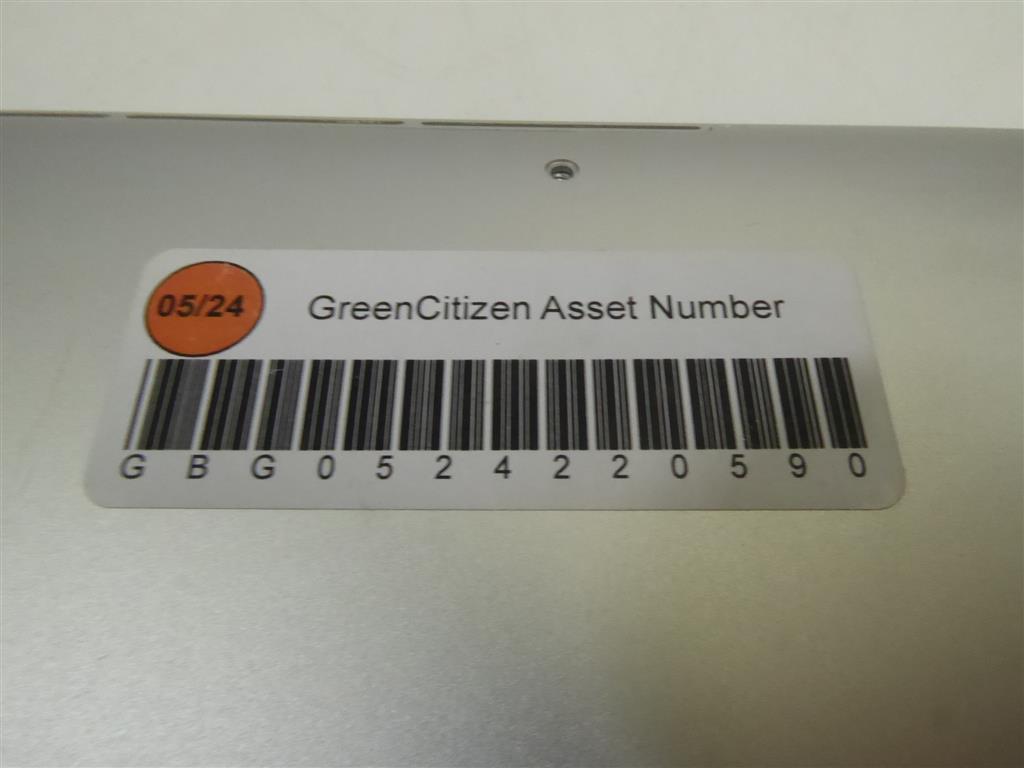 05/24
GreenCitizen Asset Number
G B G 0 5 2 4 2 2 0 5 9 0